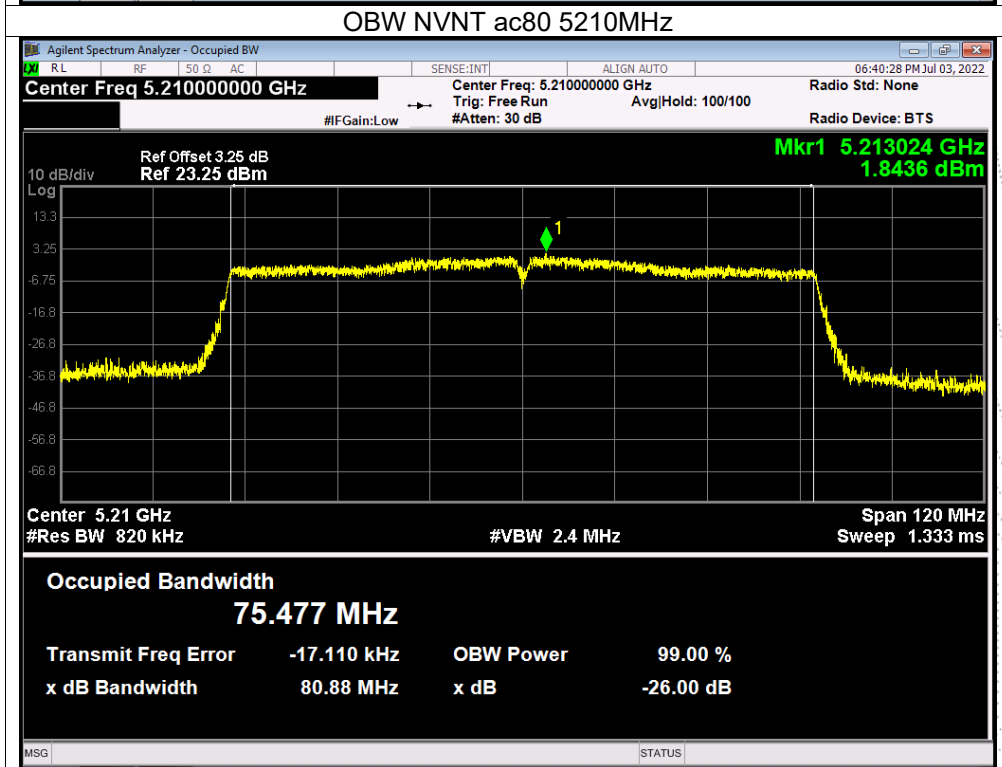 OBW NVNT ac80 5210MHz
Agilent Spectrum Analyzer - Occupied BW
LXI RL RF 50 Ω AC SENSE:INT ALIGN AUTO 06:40:28 PM Jul 03, 2022
Center Freq 5.210000000 GHz Center Freq: 5.210000000 GHz Radio Std: None
Trig: Free Run Avg|Hold: 100/100
#IFGain:Low #Atten: 30 dB Radio Device: BTS
Ref Offset 3.25 dB Mkr1 5.213024 GHz
10 dB/div Ref 23.25 dBm 1.8436 dBm
Log
13.3
1
3.25
-6.75
-16.8
-26.8
-36.8
-46.8
-56.8
-66.8
Center 5.21 GHz Span 120 MHz
#Res BW 820 kHz #VBW 2.4 MHz Sweep 1.333 ms
Occupied Bandwidth
75.477 MHz
Transmit Freq Error -17.110 kHz OBW Power 99.00 %
x dB Bandwidth 80.88 MHz x dB -26.00 dB
MSG STATUS